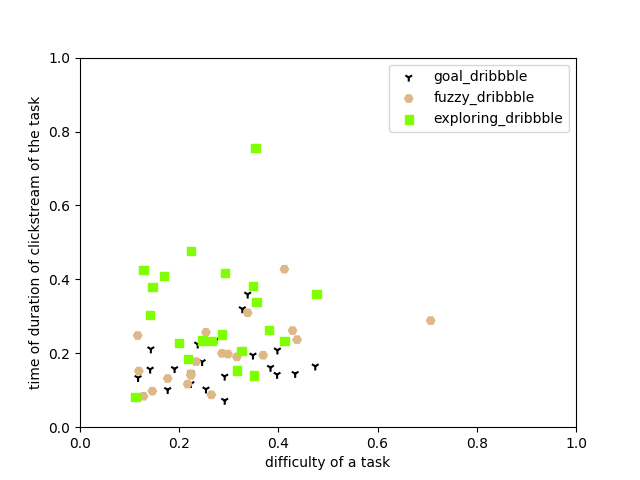 1.0
0.8
0.6
0.4
0.2
0.0
0.0 0.2 0.4 0.6 0.8 1.0
time of duration of clickstream of the task
difficulty of a task
goal_dribbble
fuzzy_dribbble
exploring_dribbble